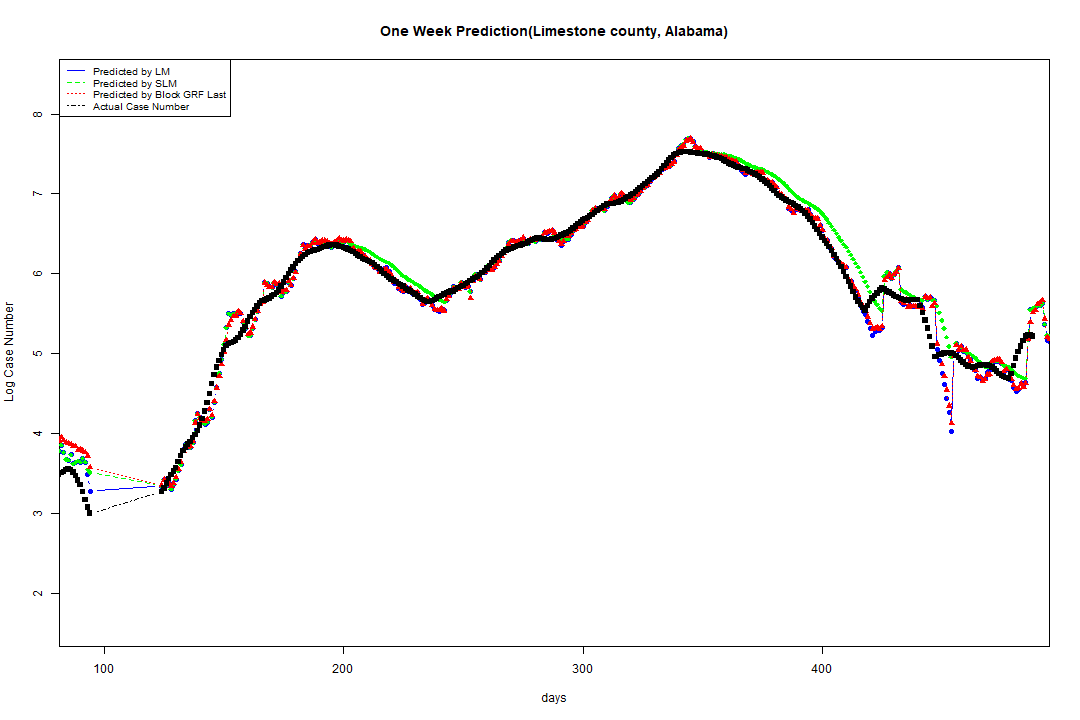 One Week Prediction(Limestone county, Alabama)
Predicted by LM
Predicted by SLM
Predicted by Block GRF Last
Actual Case Number
8
7
6
5
4
3
2
Log Case Number
100 200 300 400
days